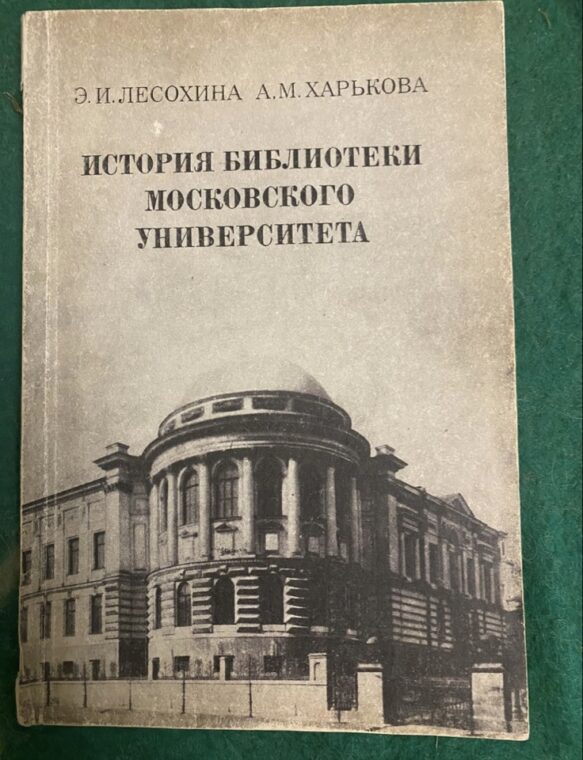 Э. И. ЛЕСОХИНА А. М. ХАРЬКОВА
ИСТОРИЯ БИБЛИОТЕКИ
МОСКОВСКОГО
УНИВЕРСИТЕТА